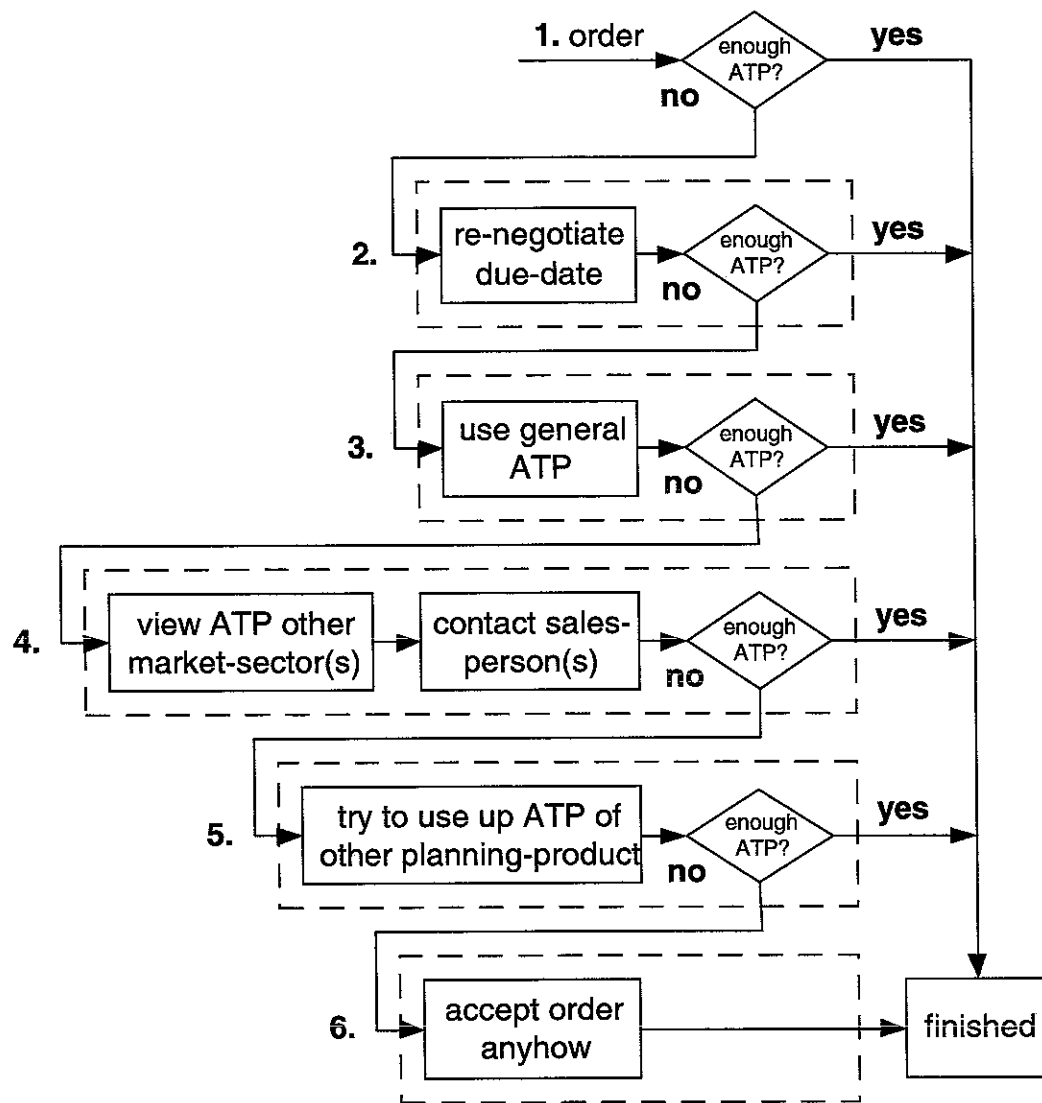 1. order
enough
ATP?
yes
no
2.
re-negotiate
due-date
enough
ATP?
yes
no
3.
use general
ATP
enough
ATP?
yes
no
4.
view ATP other
market-sector(s)
contact sales-
person(s)
enough
ATP?
yes
no
5.
try to use up ATP of
other planning-product
enough
ATP?
yes
no
6.
accept order
anyhow
finished